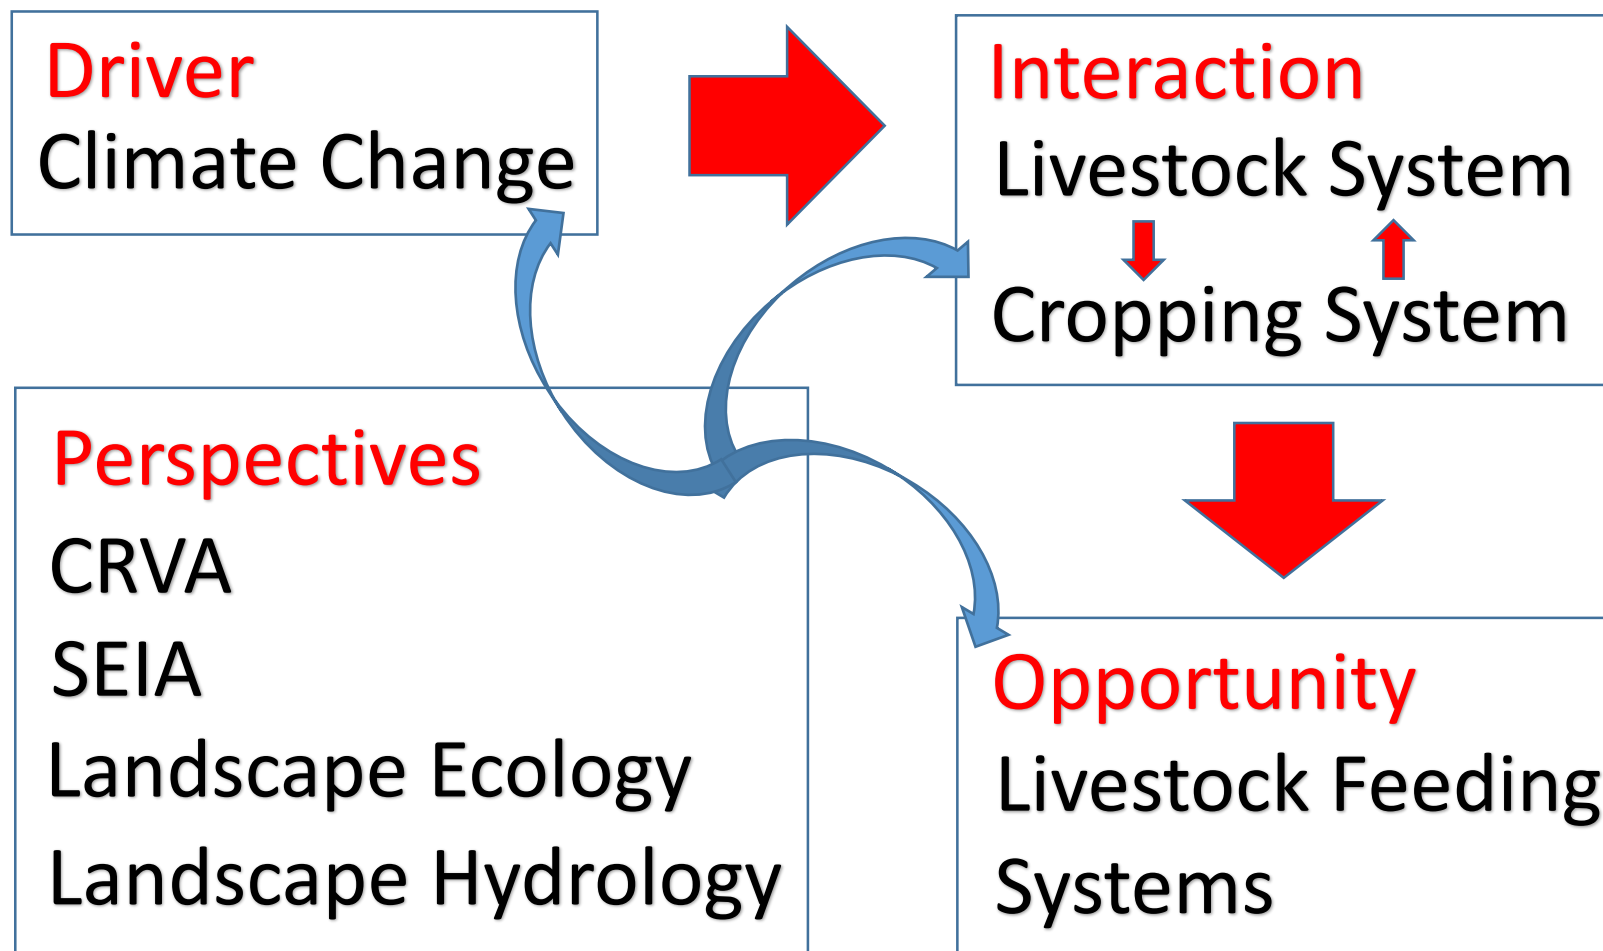 Driver
Climate Change
Interaction
Livestock System
Cropping System
Perspectives
CRVA
SEIA
Landscape Ecology
Landscape Hydrology
Opportunity
Livestock Feeding
Systems